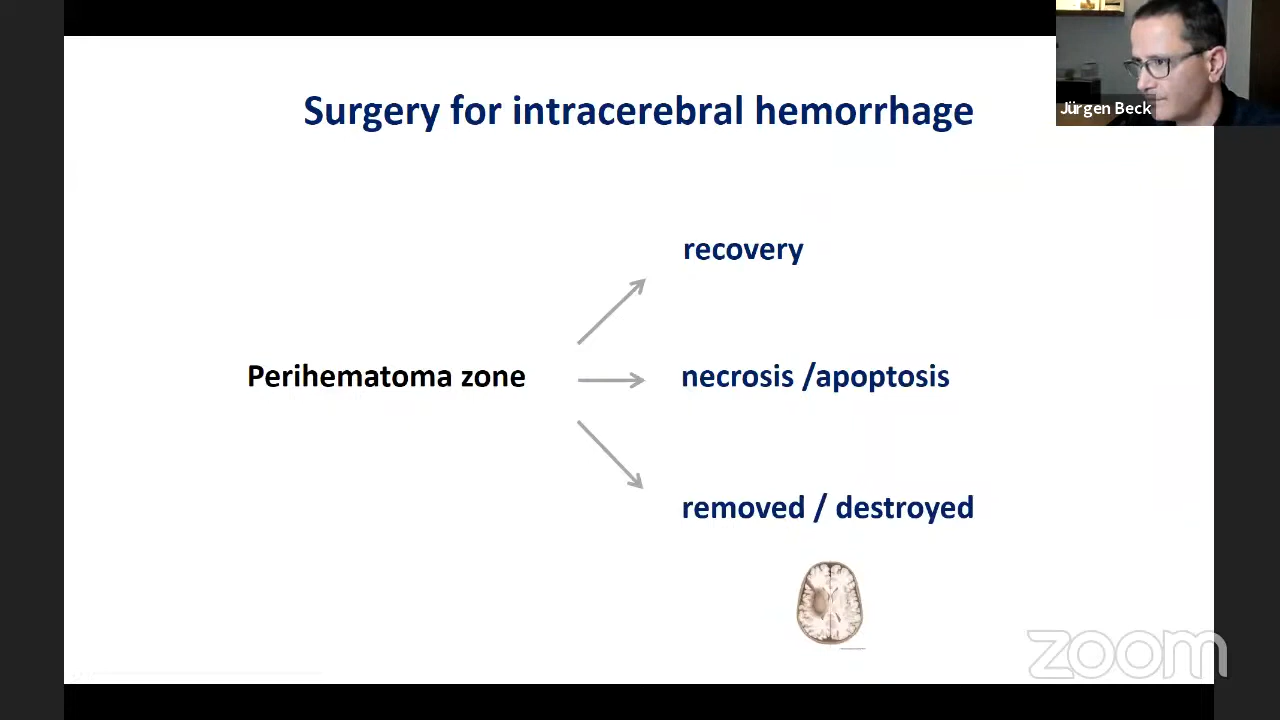 Surgery for intracerebral hemorrhage
Jürgen Beck
recovery
Perihematoma zone
necrosis /apoptosis
removed / destroyed
zoom